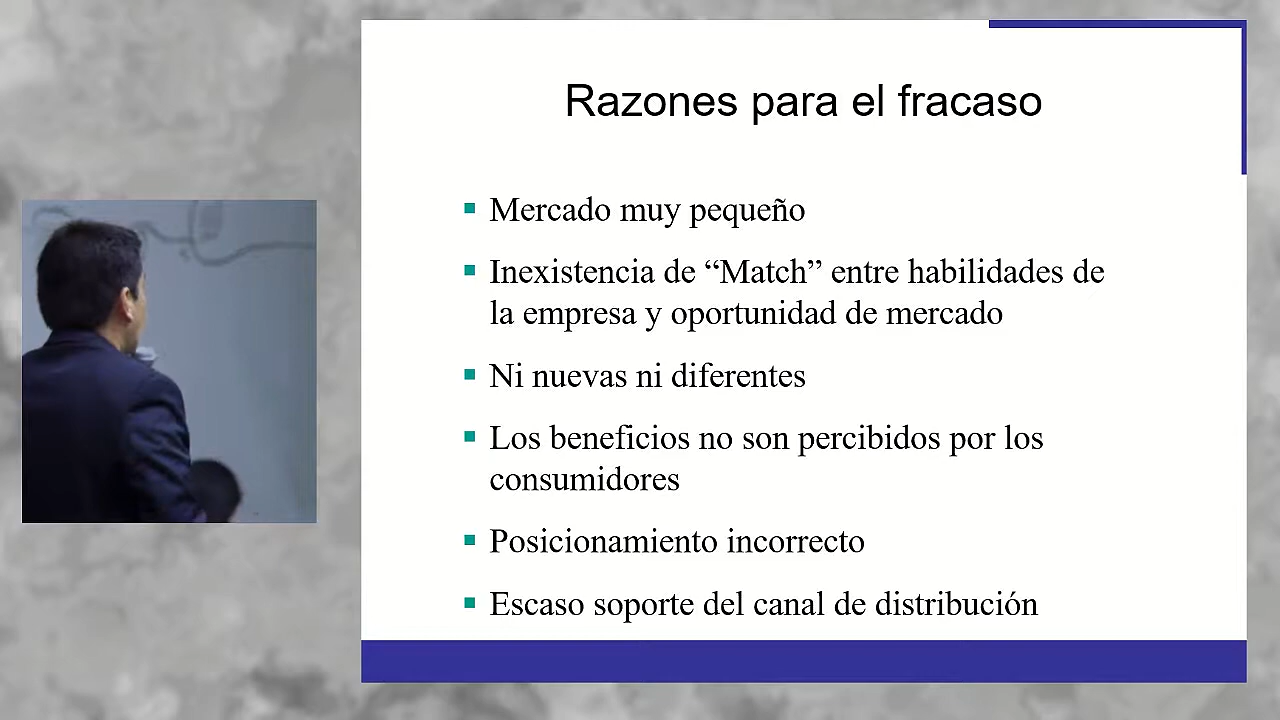 Razones para el fracaso
Mercado muy pequeño
Inexistencia de “Match” entre habilidades de
la empresa y oportunidad de mercado
Ni nuevas ni diferentes
Los beneficios no son percibidos por los
consumidores
Posicionamiento incorrecto
Escaso soporte del canal de distribución